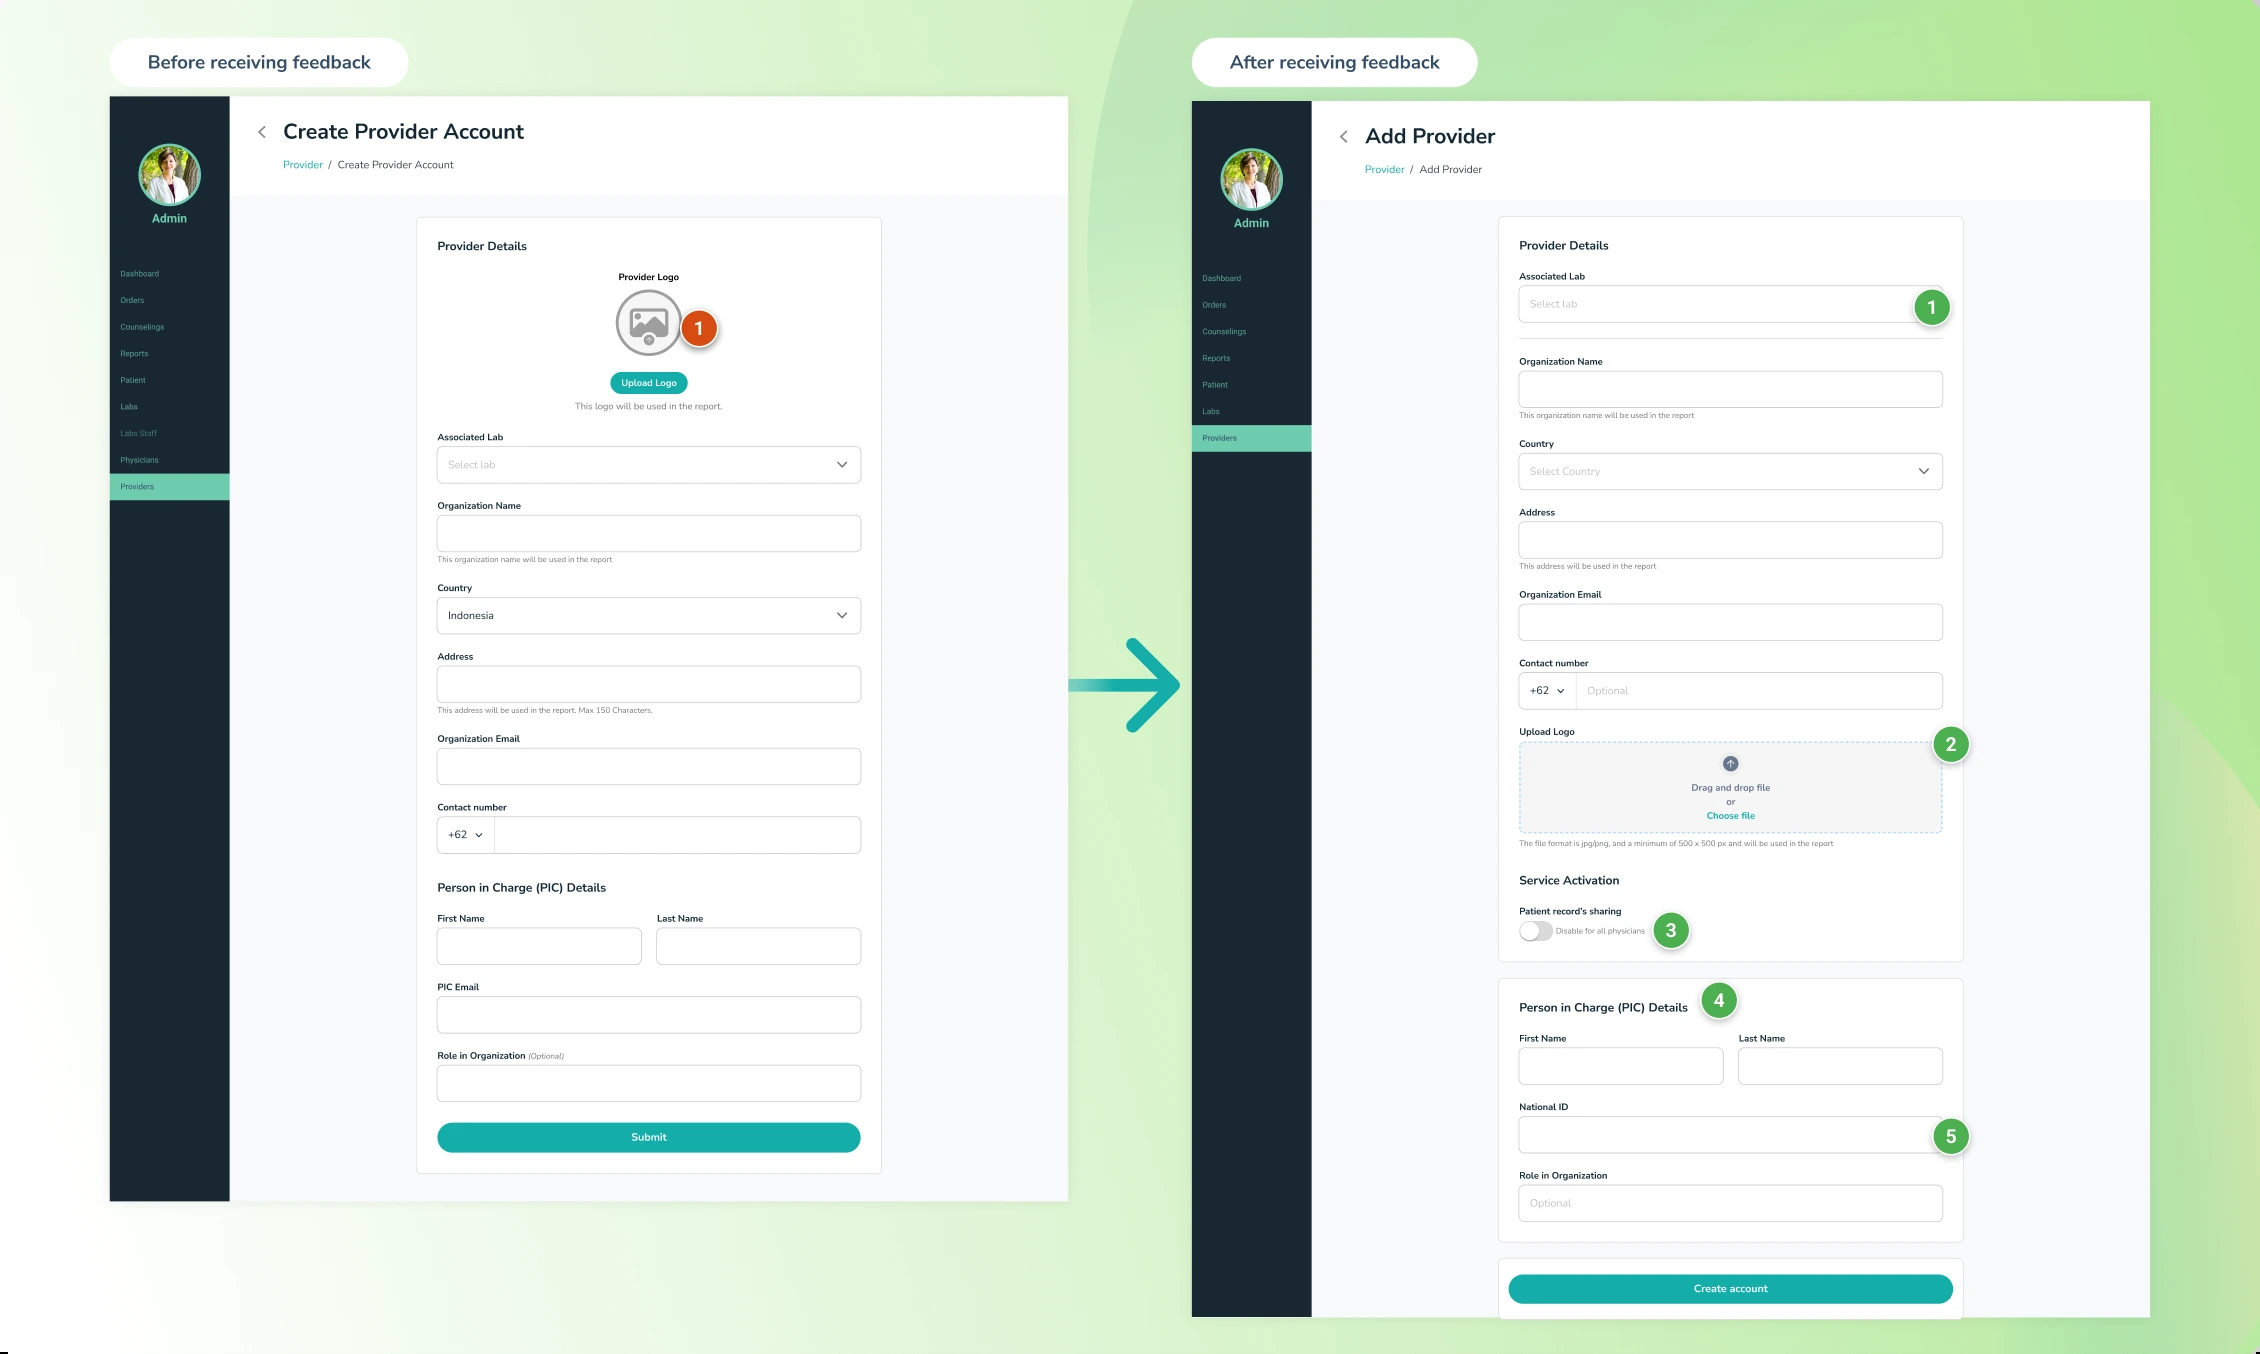 Before receiving feedback
Create Provider Account
Provider / Create Provider Account
Admin
Dashboard
Orders
Counselings
Reports
Patient
Labs
Labs Staff
Physicians
Providers
Provider Details
Provider Logo
1
Upload Logo
This logo will be used in the report.
Associated Lab
Select lab
Organization Name
This organization name will be used in the report
Country
Indonesia
Address
This address will be used in the report. Max 150 Characters.
Organization Email
Contact number
+62
Person in Charge (PIC) Details
First Name Last Name
PIC Email
Role in Organization (Optional)
Submit
After receiving feedback
Add Provider
Provider / Add Provider
Admin
Dashboard
Orders
Counselings
Reports
Patient
Labs
Providers
Provider Details
Associated Lab
Select lab
1
Organization Name
This organization name will be used in the report
Country
Select Country
Address
This address will be used in the report
Organization Email
Contact number
+62 Optional
Upload Logo
2
Drag and drop file
or
Choose file
The file format is jpg/png, and a minimum of 500 x 500 px and will be used in the report
Service Activation
Patient record's sharing
Disable for all physicians
3
Person in Charge (PIC) Details
4
First Name Last Name
National ID
5
Role in Organization
Optional
Create account